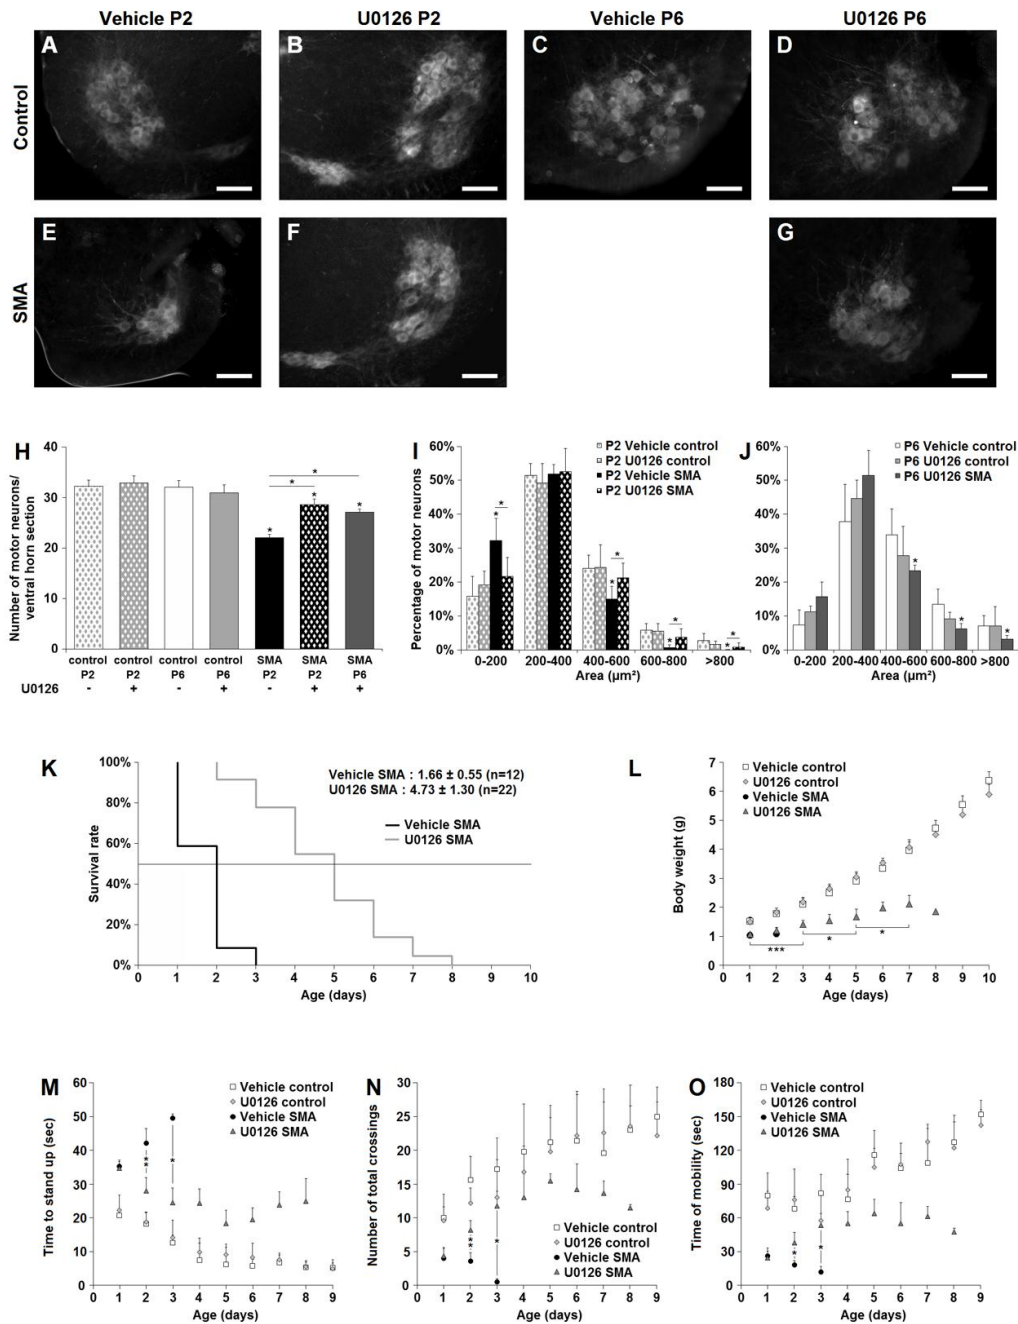 Vehicle P2 U0126 P2 Vehicle P6 U0126 P6
Control
A B C D
SMA
E F G
H
Number of motor neurons/
ventral horn section
40
30
20
10
0
control control control control SMA SMA SMA
P2 P2 P6 P6 P2 P2 P6
U0126 - + - + - + +
* * * * *
I
Percentage of motor neurons
60%
50%
40%
30%
20%
10%
0%
P2 Vehicle control
P2 U0126 control
P2 Vehicle SMA
P2 U0126 SMA
* * * * * * * *
0-200 200-400 400-600 600-800 >800
Area (µm²)
J
60%
50%
40%
30%
20%
10%
0%
P6 Vehicle control
P6 U0126 control
P6 U0126 SMA
* * *
0-200 200-400 400-600 600-800 >800
Area (µm²)
K
Survival rate
100%
80%
60%
40%
20%
0%
Vehicle SMA : 1.66 ± 0.55 (n=12)
U0126 SMA : 4.73 ± 1.30 (n=22)
Vehicle SMA
U0126 SMA
0 1 2 3 4 5 6 7 8 9 10
Age (days)
L
Body weight (g)
7
6
5
4
3
2
1
0
Vehicle control
U0126 control
Vehicle SMA
U0126 SMA
*** * *
0 1 2 3 4 5 6 7 8 9 10
Age (days)
M
Time to stand up (sec)
60
50
40
30
20
10
0
Vehicle control
U0126 control
Vehicle SMA
U0126 SMA
** *
0 1 2 3 4 5 6 7 8 9
Age (days)
N
Number of total crossings
30
25
20
15
10
5
0
Vehicle control
U0126 control
Vehicle SMA
U0126 SMA
** *
0 1 2 3 4 5 6 7 8 9
Age (days)
O
Time of mobility (sec)
180
150
120
90
60
30
0
Vehicle control
U0126 control
Vehicle SMA
U0126 SMA
* *
0 1 2 3 4 5 6 7 8 9
Age (days)